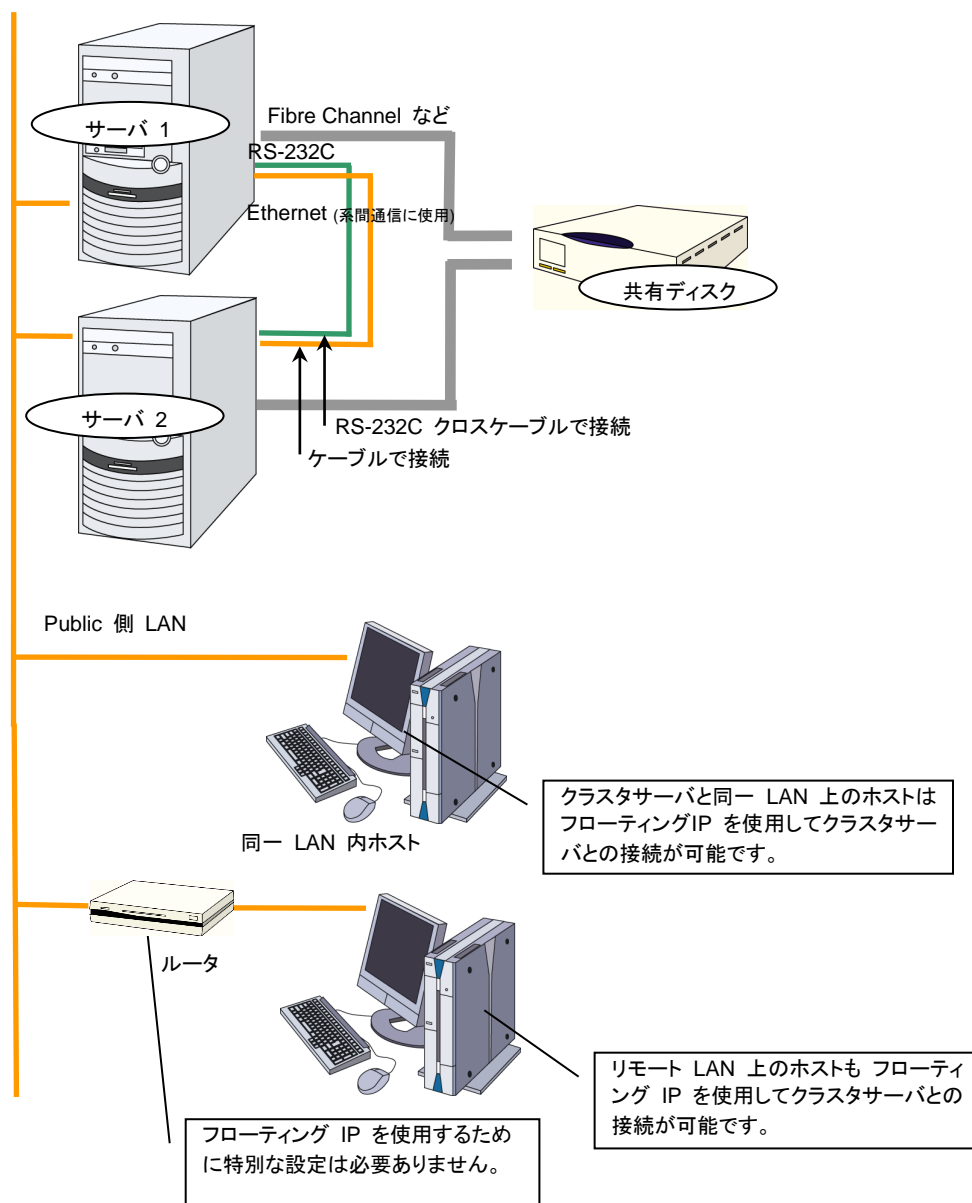 サーバ 1
Fibre Channel など
RS-232C
Ethernet (系間通信に使用)
共有ディスク
サーバ 2
RS-232C クロスケーブルで接続
ケーブルで接続
Public 側 LAN
クラスタサーバと同一 LAN 上のホストは
フローティングIP を使用してクラスタサー
バとの接続が可能です。
同一 LAN 内ホスト
ルータ
リモート LAN 上のホストも フローティ
ング IP を使用してクラスタサーバとの
接続が可能です。
フローティング IP を使用するため
に特別な設定は必要ありません。